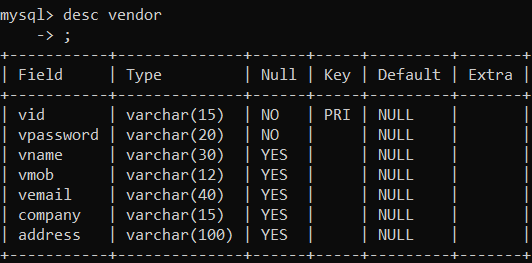 mysql> desc vendor
    -> ;
+-----------+--------------+------+-----+---------+-------+
| Field     | Type         | Null | Key | Default | Extra |
+-----------+--------------+------+-----+---------+-------+
| vid       | varchar(15)  | NO   | PRI | NULL    |       |
| vpassword | varchar(20)  | NO   |     | NULL    |       |
| vname     | varchar(30)  | YES  |     | NULL    |       |
| vmob      | varchar(12)  | YES  |     | NULL    |       |
| vemail    | varchar(40)  | YES  |     | NULL    |       |
| company   | varchar(15)  | YES  |     | NULL    |       |
| address   | varchar(100) | YES  |     | NULL    |       |
+-----------+--------------+------+-----+---------+-------+